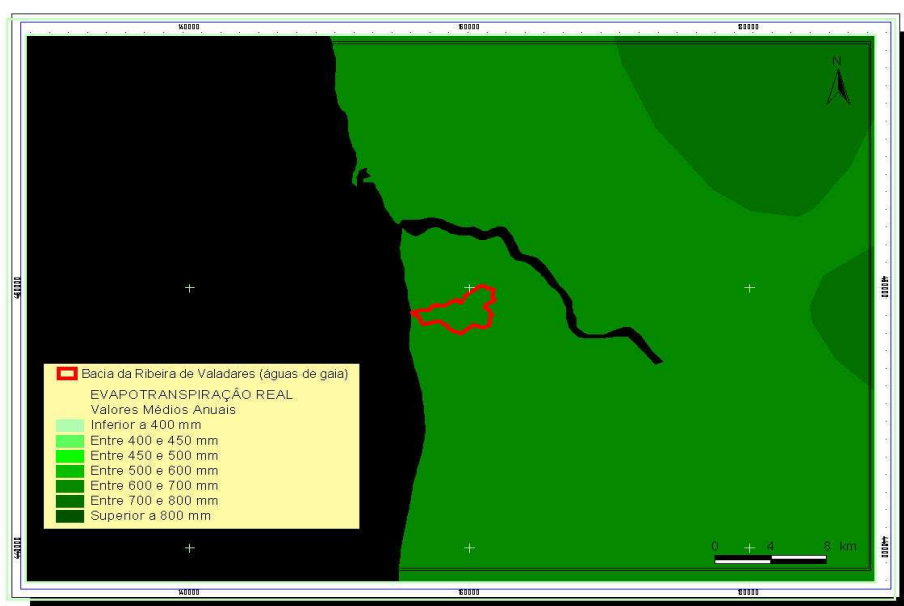 N
Bacia da Ribeira de Valadares (águas de gaia)
EVAPOTRANSPIRAÇÃO REAL
Valores Médios Anuais
Inferior a 400 mm
Entre 400 e 450 mm
Entre 450 e 500 mm
Entre 500 e 600 mm
Entre 600 e 700 mm
Entre 700 e 800 mm
Superior a 800 mm
0 4 8 km